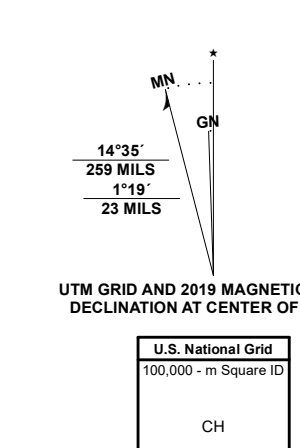 ★
MN
GN
14°35´
259 MILS
1°19´
23 MILS
UTM GRID AND 2019 MAGNETIC
DECLINATION AT CENTER OF
U.S. National Grid
100,000 - m Square ID
CH